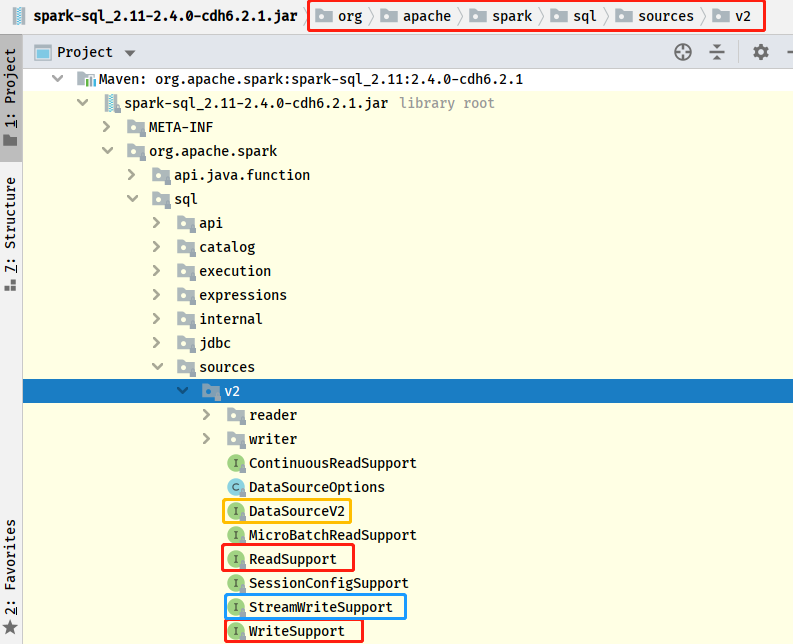 spark-sql_2.11-2.4.0-cdh6.2.1.jar org apache spark sql sources v2
Project
Maven: org.apache.spark:spark-sql_2.11:2.4.0-cdh6.2.1
spark-sql_2.11-2.4.0-cdh6.2.1.jar library root
META-INF
org.apache.spark
api.java.function
sql
api
catalog
execution
expressions
internal
jdbc
sources
v2
reader
writer
I ContinuousReadSupport
C DataSourceOptions
I DataSourceV2
I MicroBatchReadSupport
I ReadSupport
I SessionConfigSupport
I StreamWriteSupport
I WriteSupport
1: Project
7: Structure
2: Favorites